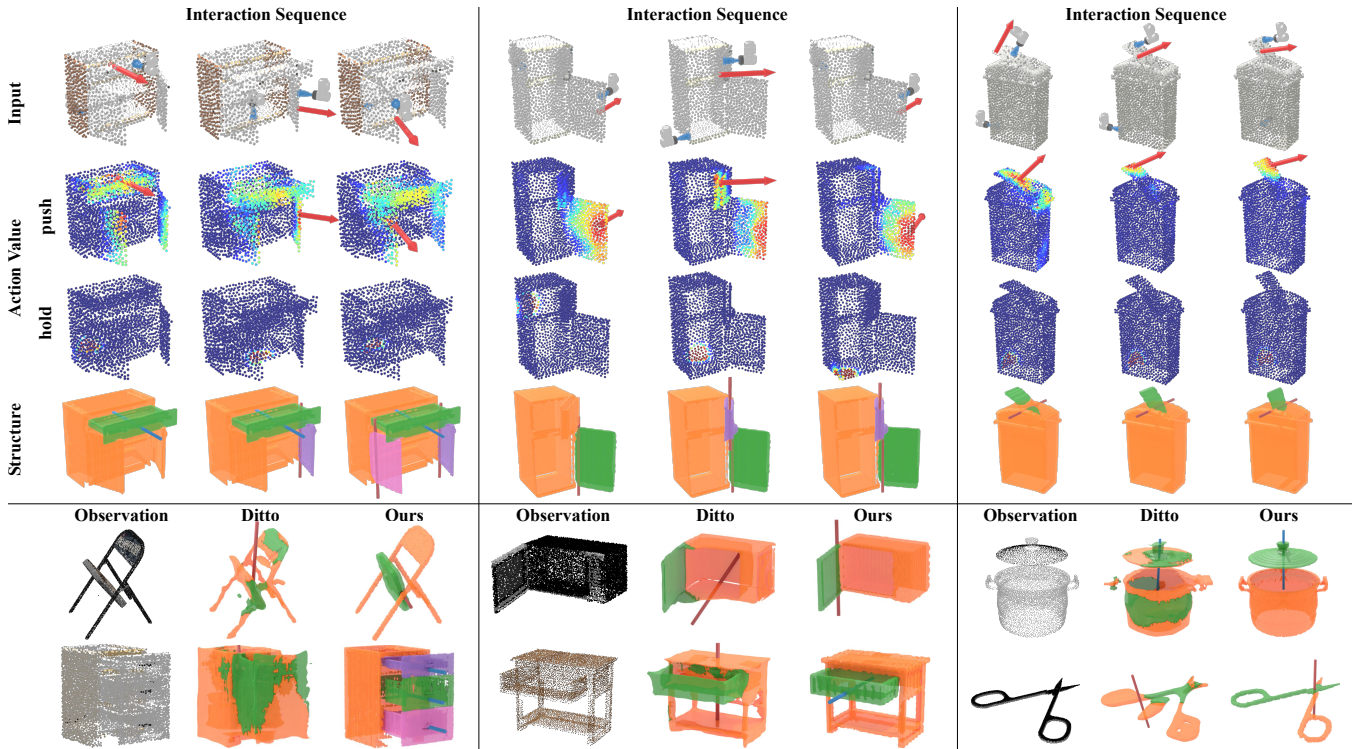 Interaction Sequence
Interaction Sequence
Interaction Sequence
Input
Action Value
push
hold
Structure
Observation Ditto Ours
Observation Ditto Ours
Observation Ditto Ours